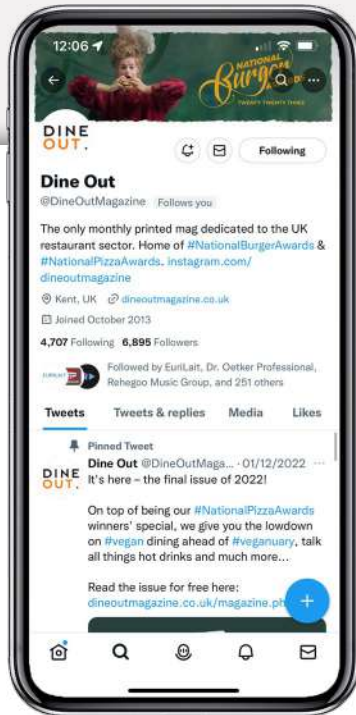 12:06
NATIONAL
Burger
TWENTY TWENTY THREE
DINE
OUT.
Following
Dine Out
@DineOutMagazine Follows you
The only monthly printed mag dedicated to the UK
restaurant sector. Home of #NationalBurgerAwards &
#NationalPizzaAwards. instagram.com/
dineoutmagazine
Kent, UK dineoutmagazine.co.uk
Joined October 2013
4,707 Following 6,895 Followers
EURILAIT
Followed by EuriLait, Dr. Oetker Professional,
Rehegoo Music Group, and 251 others
Tweets Tweets & replies Media Likes
Pinned Tweet
DINE
OUT.
Dine Out @DineOutMaga... · 01/12/2022 ...
It's here – the final issue of 2022!
On top of being our #NationalPizzaAwards
winners' special, we give you the lowdown
on #vegan dining ahead of #veganuary, talk
all things hot drinks and much more...
Read the issue for free here:
dineoutmagazine.co.uk/magazine.ph